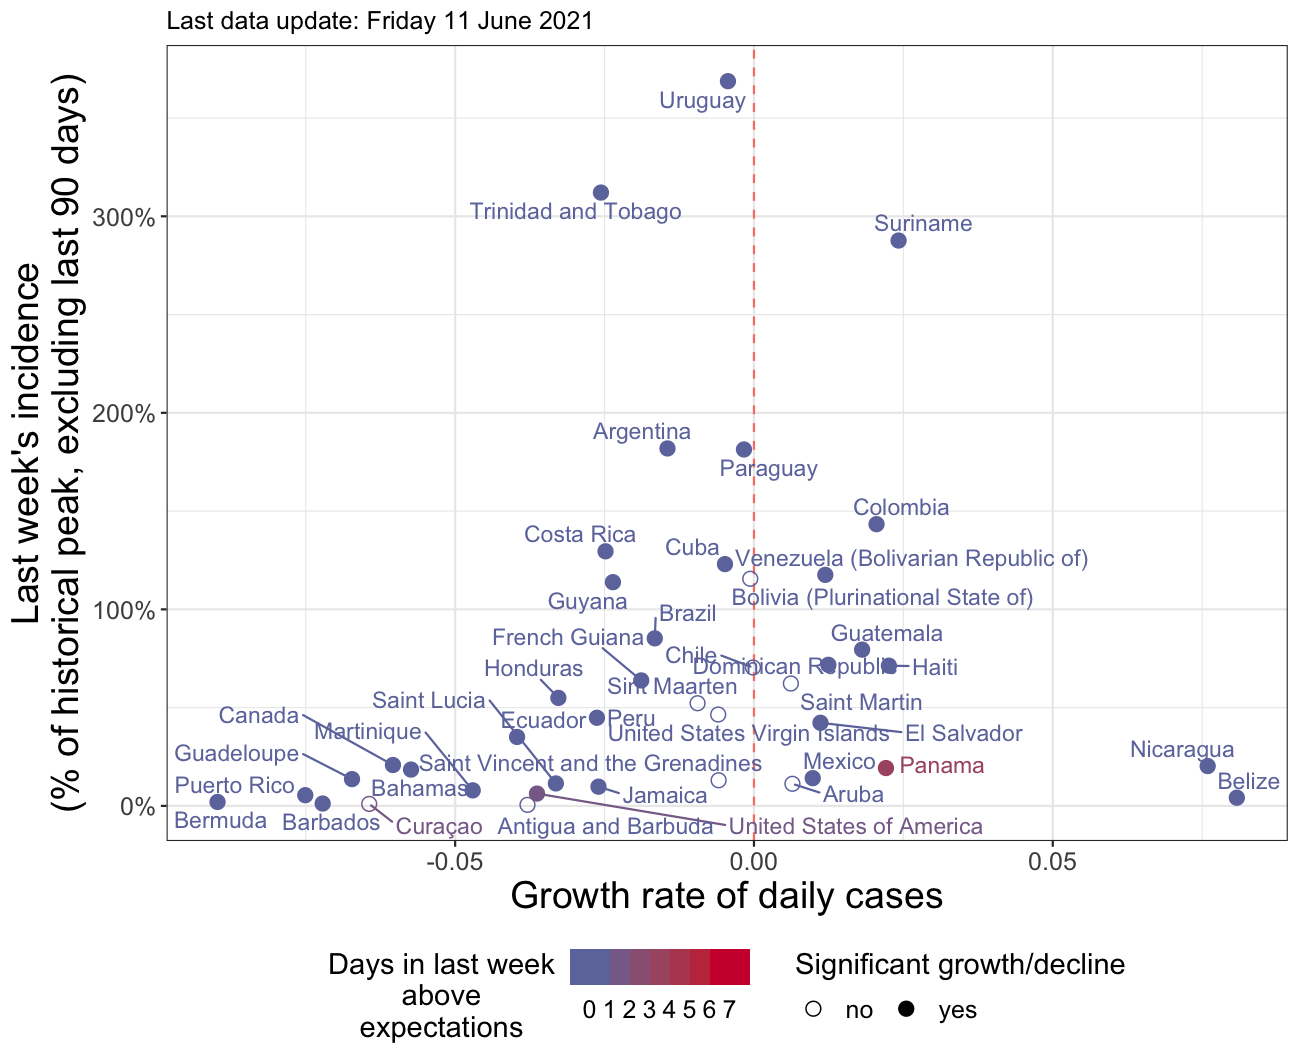 Last data update: Friday 11 June 2021
Last week's incidence
(% of historical peak, excluding last 90 days)
300%
200%
100%
0%
Uruguay
Trinidad and Tobago
Suriname
Argentina
Paraguay
Colombia
Costa Rica
Cuba
Venezuela (Bolivarian Republic of)
Guyana
Bolivia (Plurinational State of)
Brazil
French Guiana
Guatemala
Chile
Dominican Republic
Haiti
Honduras
Sint Maarten
Saint Lucia
Saint Martin
Canada
Ecuador
Peru
Martinique
United States Virgin Islands
El Salvador
Guadeloupe
Saint Vincent and the Grenadines
Mexico
Panama
Nicaragua
Puerto Rico
Bahamas
Jamaica
Aruba
Belize
Bermuda
Barbados
Curaçao
Antigua and Barbuda
United States of America
-0.05
0.00
0.05
Growth rate of daily cases
Days in last week
above
expectations
0 1 2 3 4 5 6 7
Significant growth/decline
no
yes